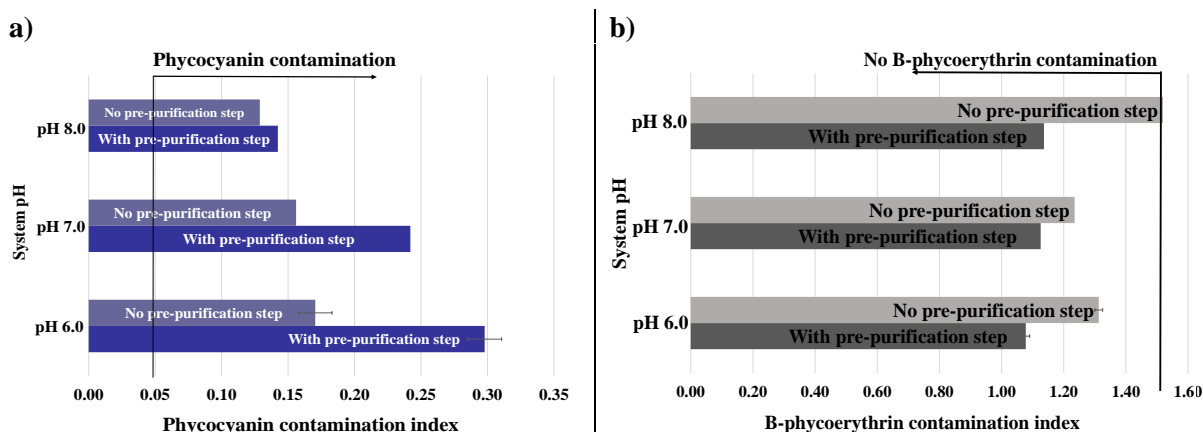 a)
Phycocyanin contamination
System pH
pH 8.0
No pre-purification step
With pre-purification step
pH 7.0
No pre-purification step
With pre-purification step
pH 6.0
No pre-purification step
With pre-purification step
0.00 0.05 0.10 0.15 0.20 0.25 0.30 0.35
Phycocyanin contamination index
b)
No B-phycoerythrin contamination
System pH
pH 8.0
No pre-purification step
With pre-purification step
pH 7.0
No pre-purification step
With pre-purification step
pH 6.0
No pre-purification step
With pre-purification step
0.00 0.20 0.40 0.60 0.80 1.00 1.20 1.40 1.60
B-phycoerythrin contamination index